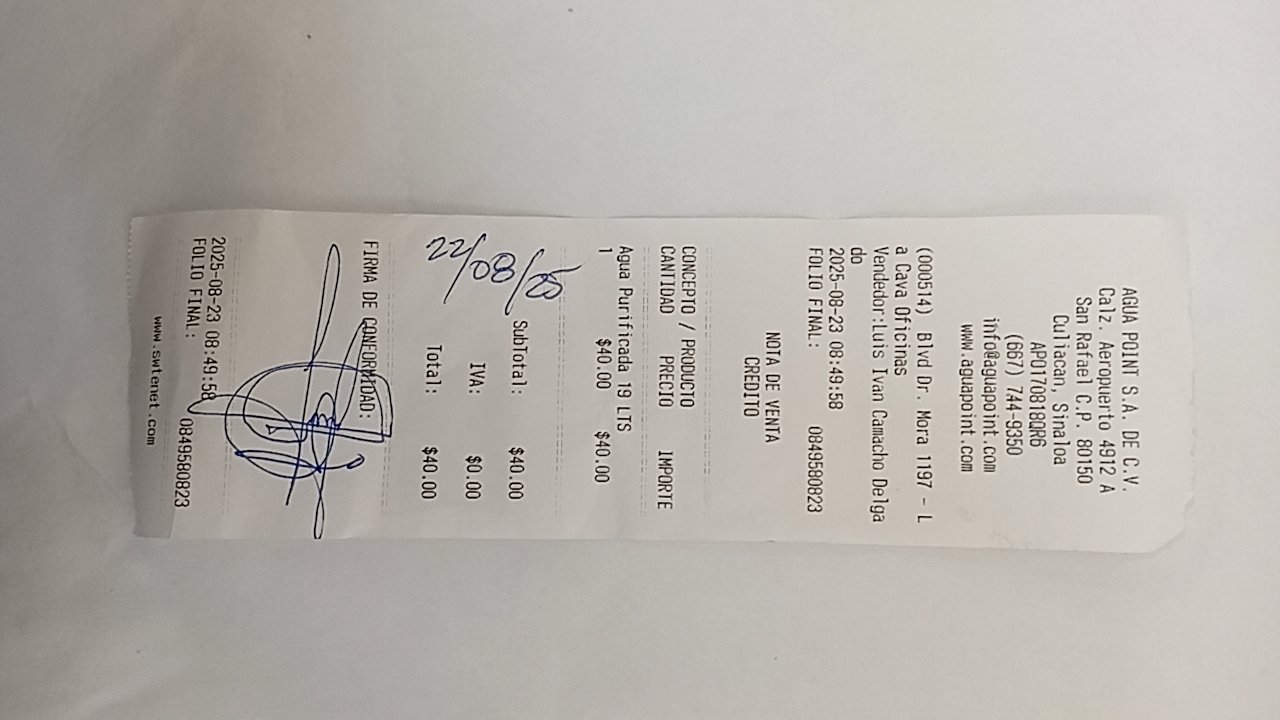 AGUA POINT S.A. DE C.V.
Calz. Aeropuerto 4912 A
San Rafael C.P. 80150
Culiacan, Sinaloa
APO170818QR6
(667) 744-9350
info@aguapoint.com
www.aguapoint.com
(000514) Blvd Dr. Mora 1197 - L
a Cava Oficinas
Vendedor:Luis Ivan Camacho Delga
do
2025-08-23 08:49:58 0849580823
FOLIO FINAL:
NOTA DE VENTA
CREDITO
CONCEPTO / PRODUCTO
CANTIDAD PRECIO IMPORTE
Agua Purificada 19 LTS
1 $40.00 $40.00
SubTotal: $40.00
IVA: $0.00
Total: $40.00
22/08/25
FIRMA DE CONFORMIDAD:
2025-08-23 08:49:58 0849580823
FOLIO FINAL:
www.swtenet.com